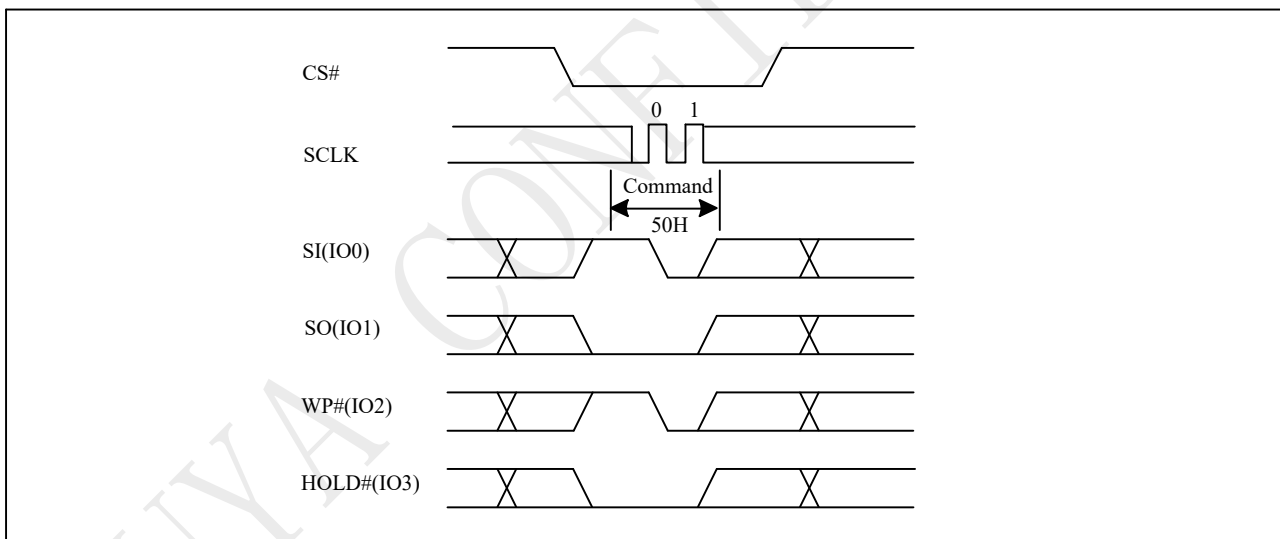 CS#
0 1
SCLK
Command
50H
SI(IO0)
SO(IO1)
WP#(IO2)
HOLD#(IO3)